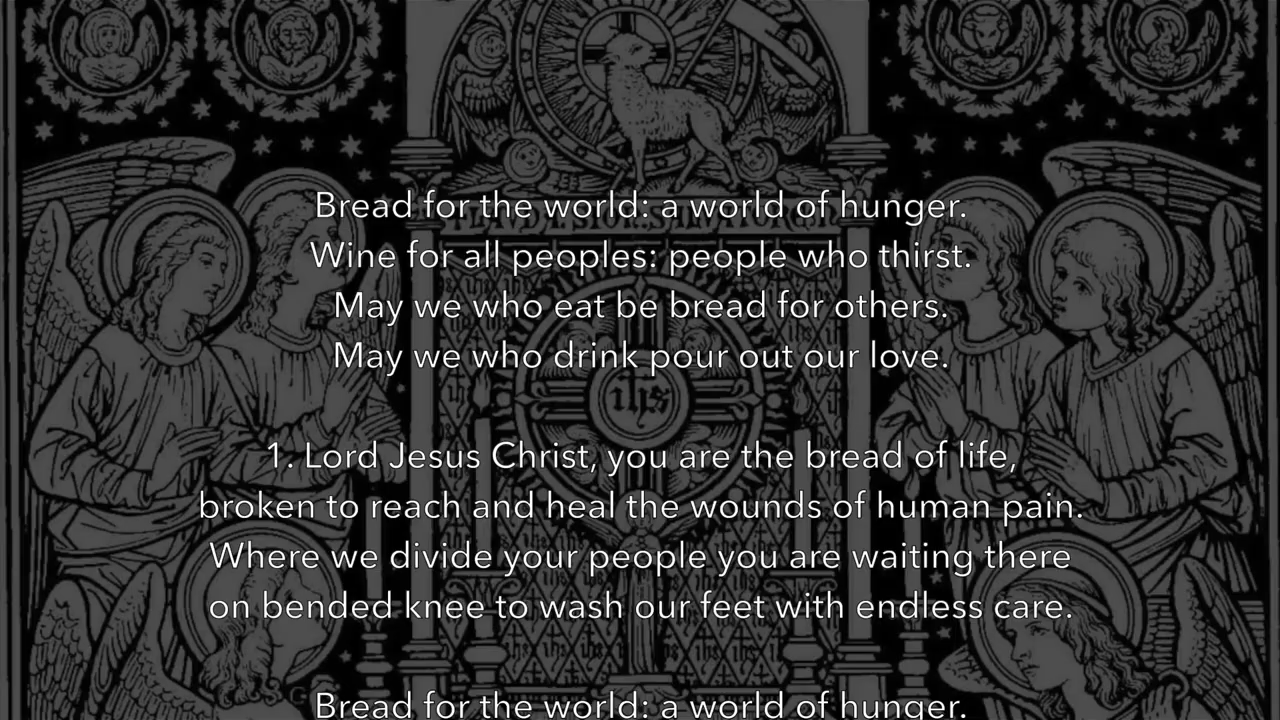 Bread for the world: a world of hunger.
Wine for all peoples: people who thirst.
May we who eat be bread for others.
May we who drink pour out our love.
1. Lord Jesus Christ, you are the bread of life,
broken to reach and heal the wounds of human pain.
Where we divide your people you are waiting there
on bended knee to wash our feet with endless care.
Bread for the world: a world of hunger.
ihs